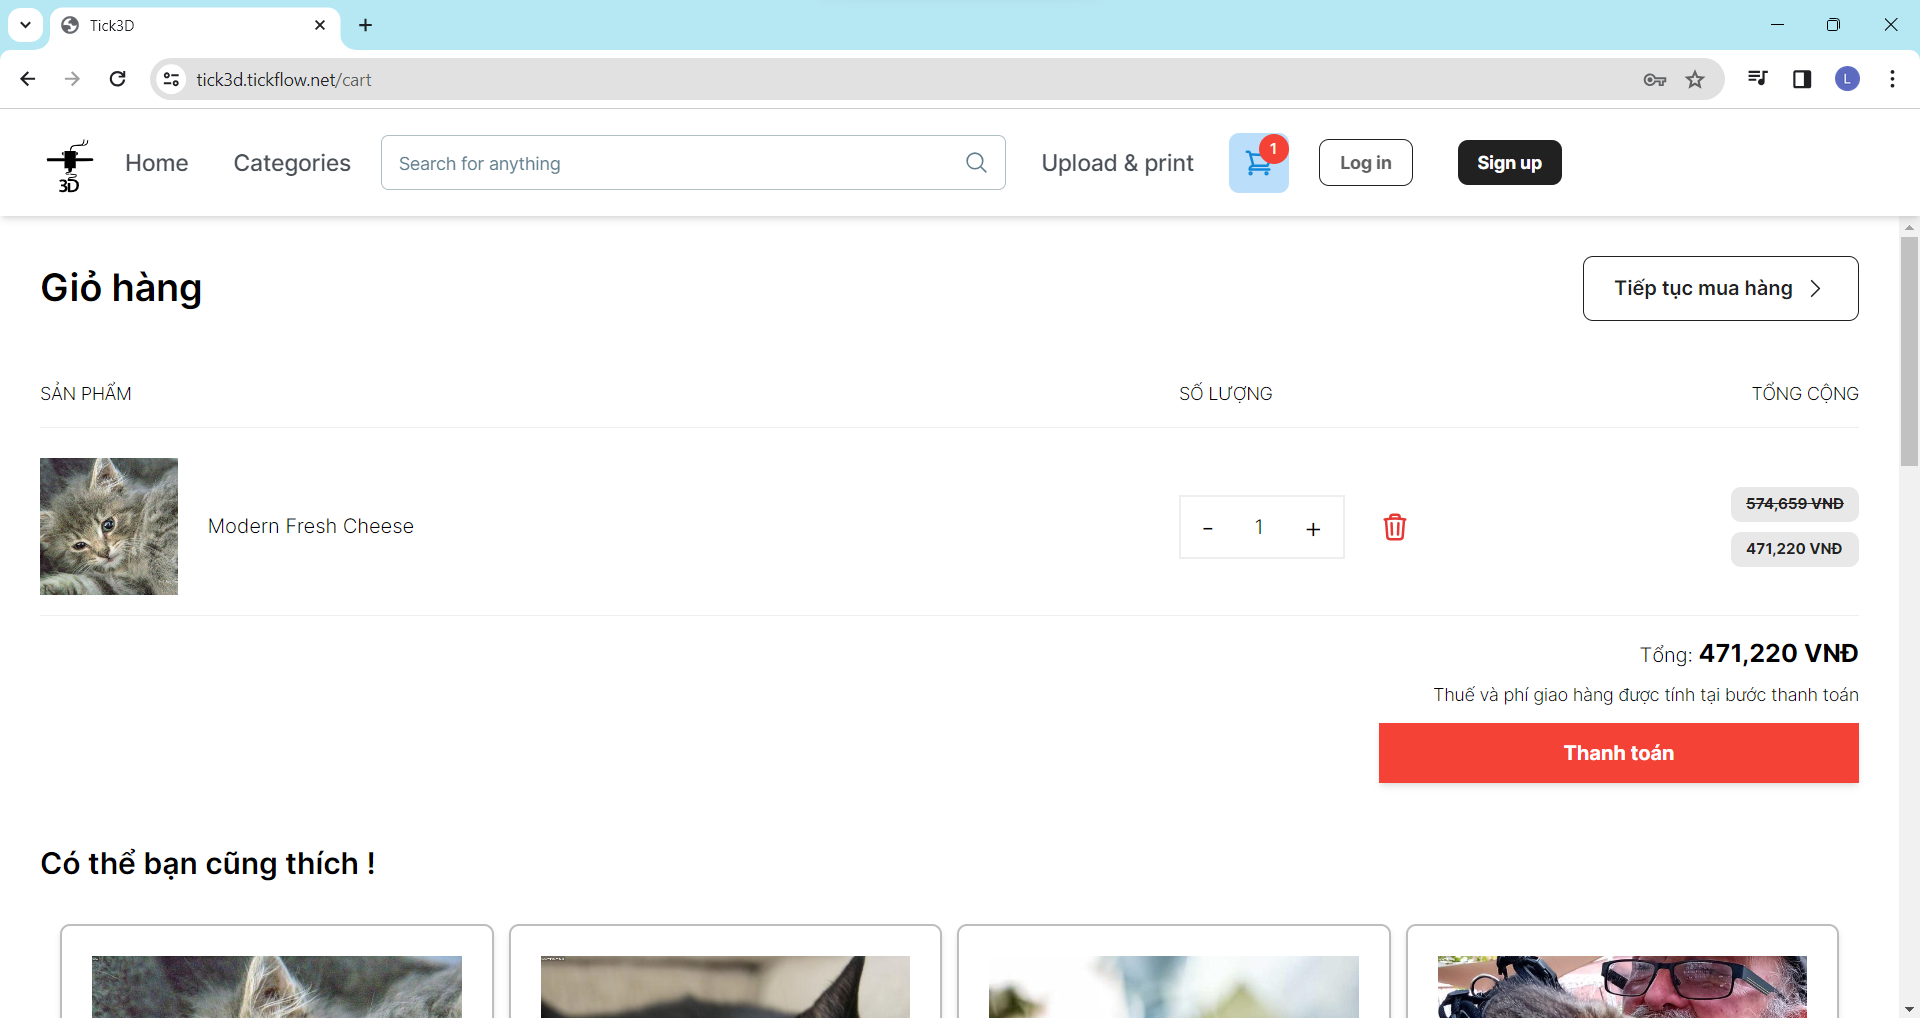 Tick3D
tick3d.tickflow.net/cart
L
3D
Home
Categories
Search for anything
Upload & print
1
Log in
Sign up
Giỏ hàng
Tiếp tục mua hàng
SẢN PHẨM
SỐ LƯỢNG
TỔNG CỘNG
Modern Fresh Cheese
- 1 +
574,659 VNĐ
471,220 VNĐ
Tổng: 471,220 VNĐ
Thuế và phí giao hàng được tính tại bước thanh toán
Thanh toán
Có thể bạn cũng thích !